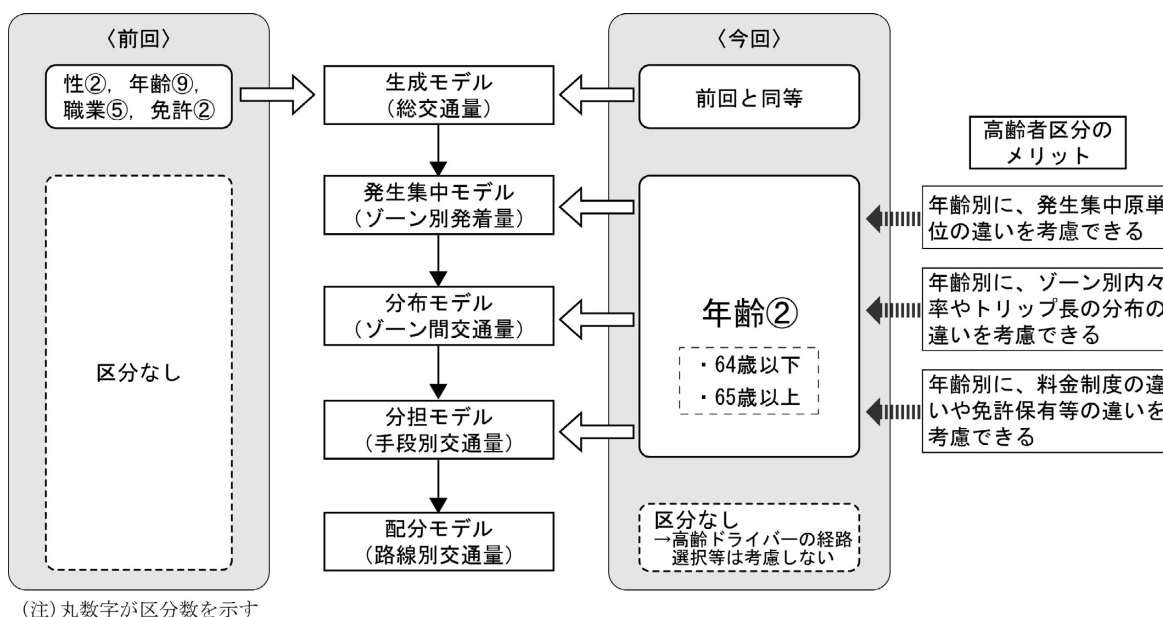 〈前回〉
性②, 年齢⑨,
職業⑤, 免許②
区分なし
生成モデル
(総交通量)
発生集中モデル
(ゾーン別発着量)
分布モデル
(ゾーン間交通量)
分担モデル
(手段別交通量)
配分モデル
(路線別交通量)
〈今回〉
前回と同等
年齢②
・64歳以下
・65歳以上
区分なし
→高齢ドライバーの経路
選択等は考慮しない
高齢者区分の
メリット
年齢別に、発生集中原単
位の違いを考慮できる
年齢別に、ゾーン別内々
率やトリップ長の分布の
違いを考慮できる
年齢別に、料金制度の違
いや免許保有等の違いを
考慮できる
(注)丸数字が区分数を示す